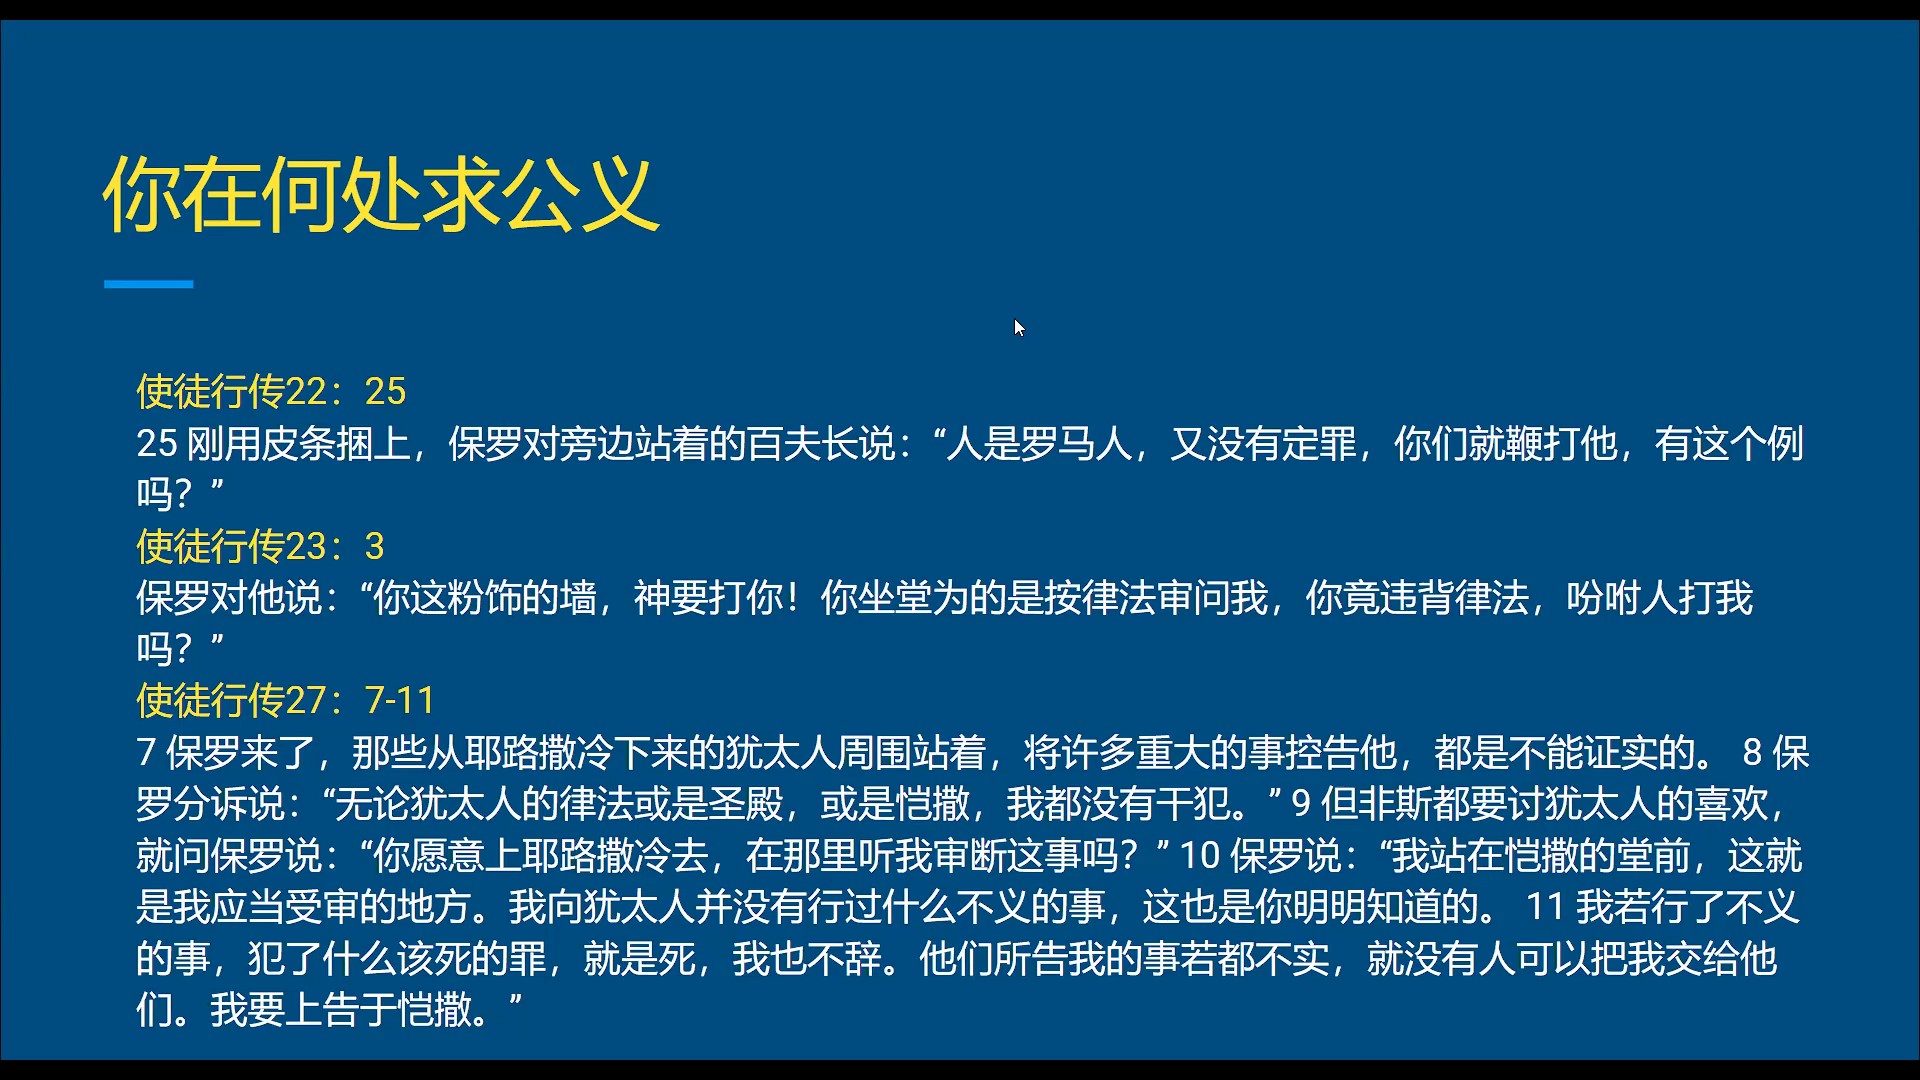 你在何处求公义
使徒行传22：25
25 刚用皮条捆上，保罗对旁边站着的百夫长说：“人是罗马人，又没有定罪，你们就鞭打他，有这个例
吗？”
使徒行传23：3
保罗对他说：“你这粉饰的墙，神要打你！你坐堂为的是按律法审问我，你竟违背律法，吩咐人打我
吗？”
使徒行传27：7-11
7 保罗来了，那些从耶路撒冷下来的犹太人周围站着，将许多重大的事控告他，都是不能证实的。 8 保
罗分诉说：“无论犹太人的律法或是圣殿，或是恺撒，我都没有干犯。” 9 但非斯都要讨犹太人的喜欢，
就问保罗说：“你愿意上耶路撒冷去，在那里听我审断这事吗？” 10 保罗说：“我站在恺撒的堂前，这就
是我应当受审的地方。我向犹太人并没有行过什么不义的事，这也是你明明知道的。 11 我若行了不义
的事，犯了什么该死的罪，就是死，我也不辞。他们所告我的事若都不实，就没有人可以把我交给他
们。我要上告于恺撒。”